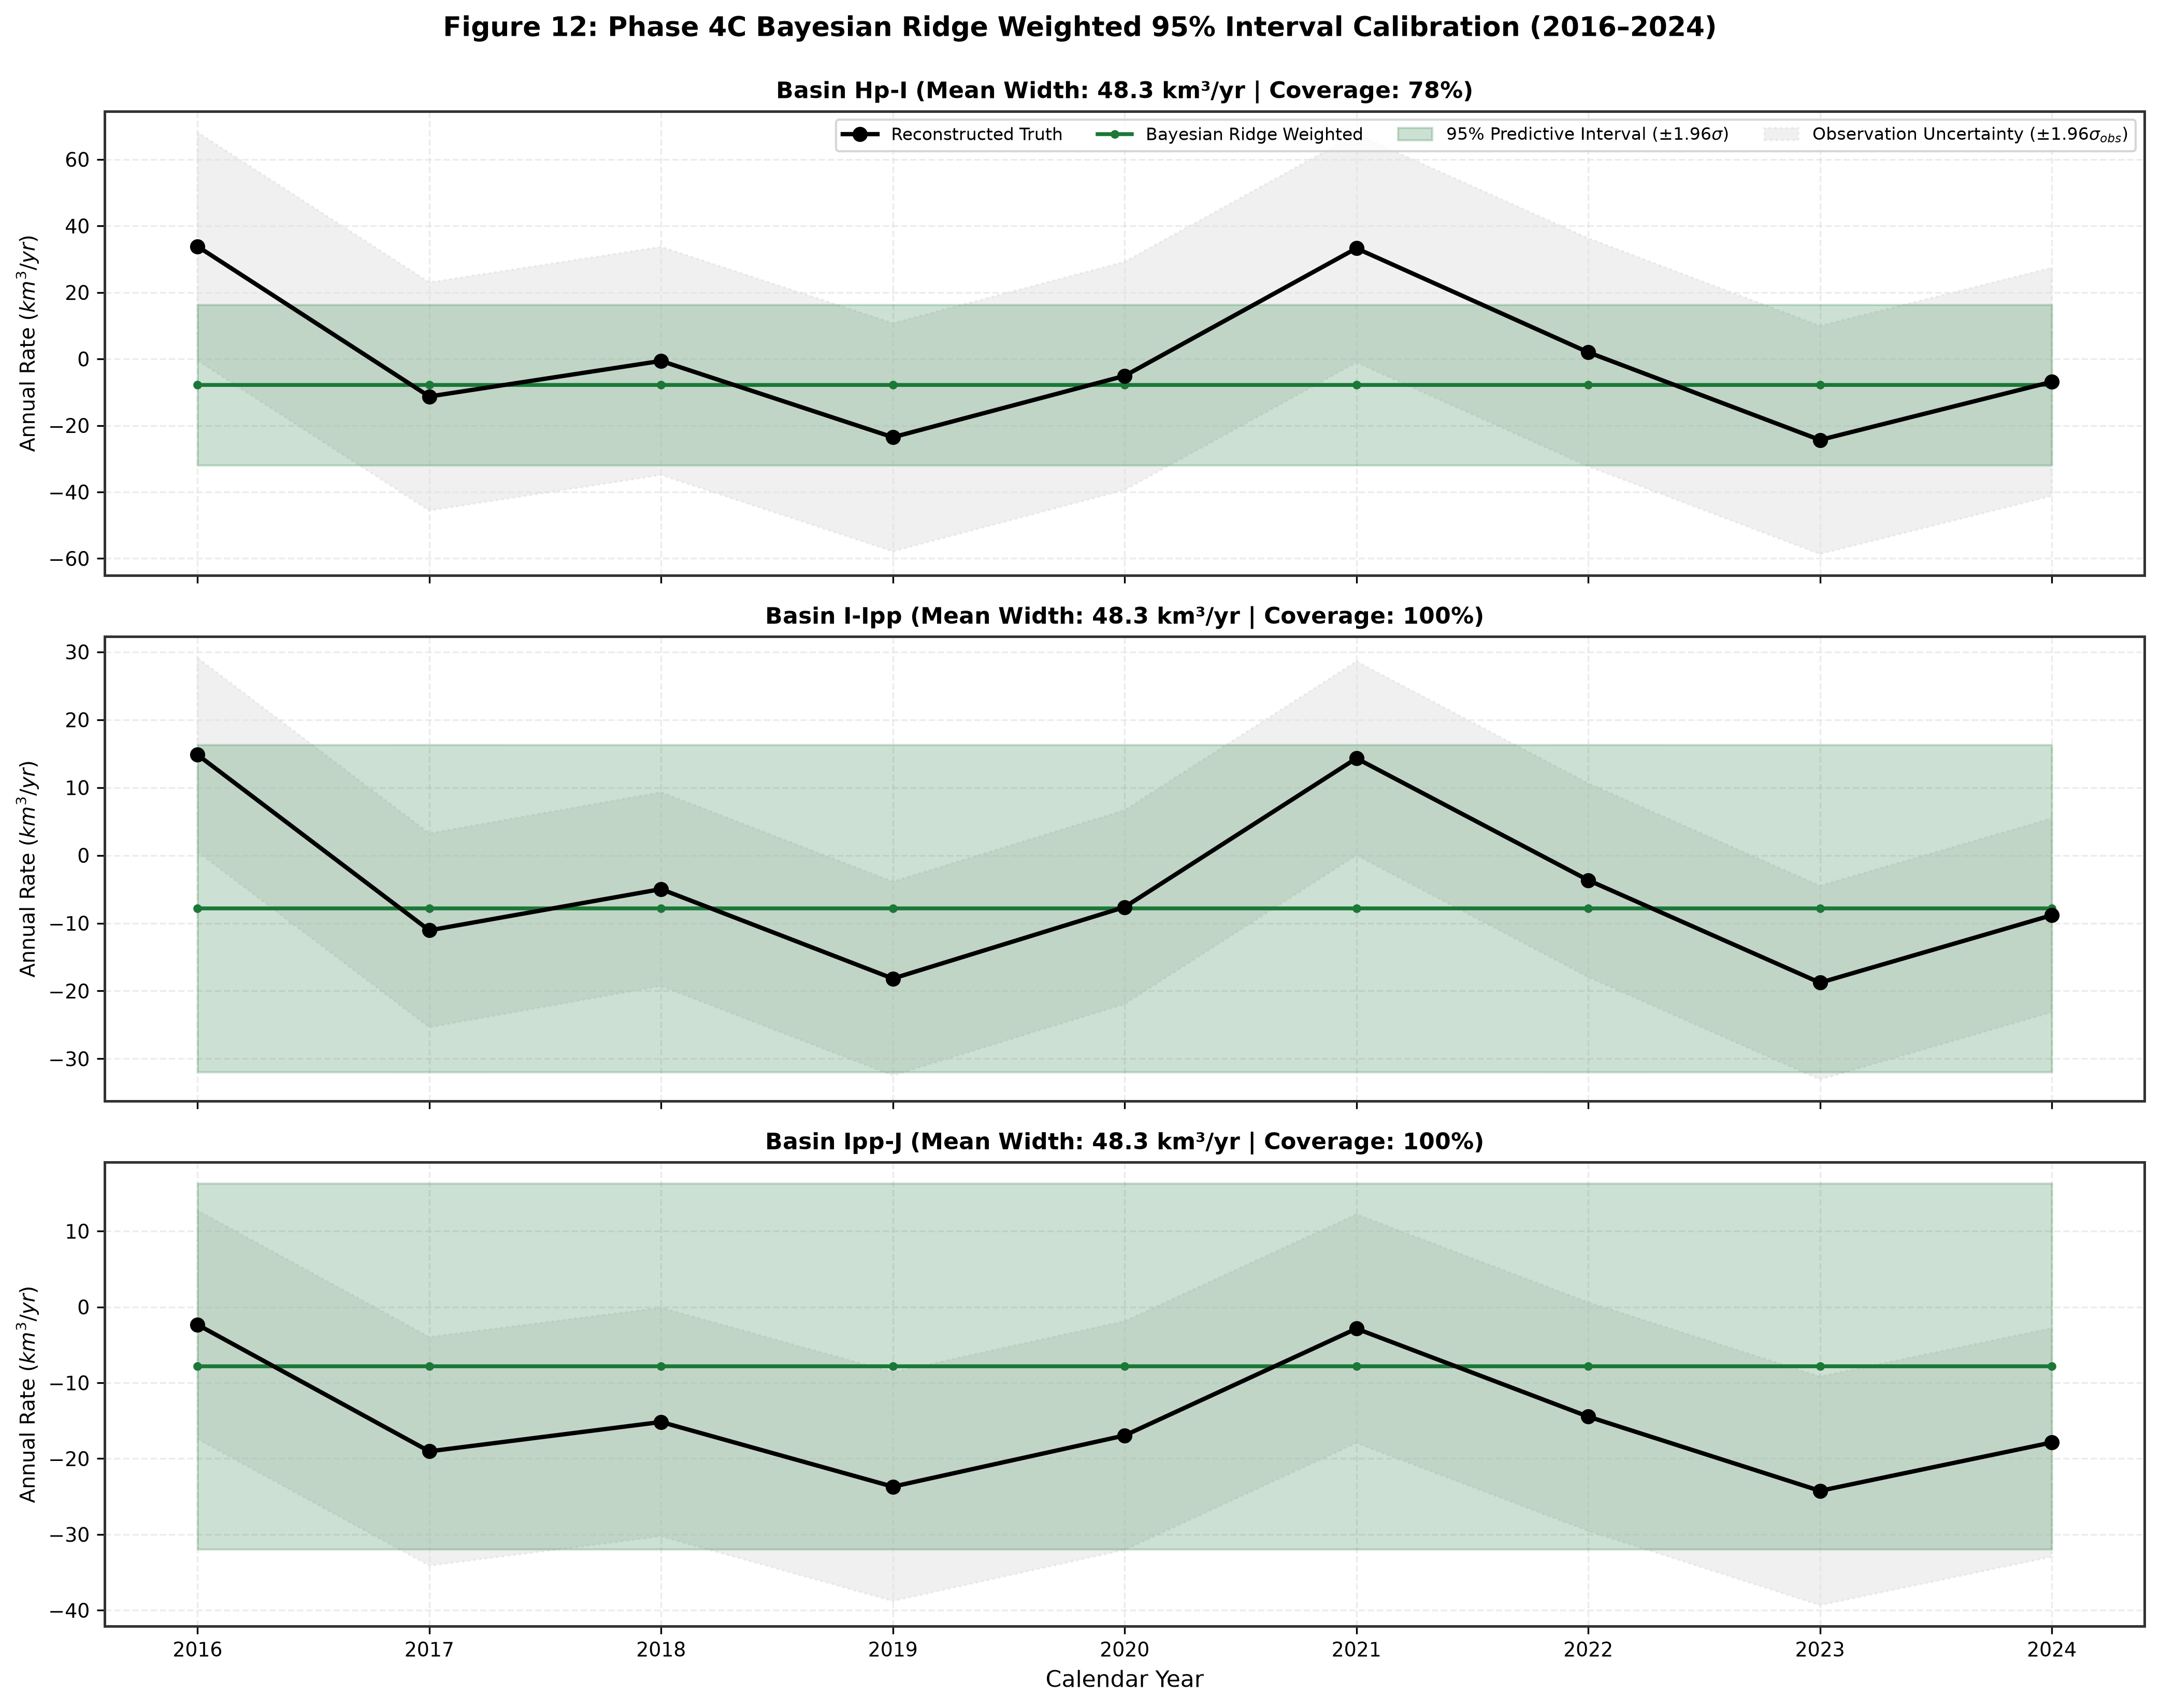 Figure 12: Phase 4C Bayesian Ridge Weighted 95% Interval Calibration (2016–2024)
Basin Hp-I (Mean Width: 48.3 km³/yr | Coverage: 78%)
Reconstructed Truth
Bayesian Ridge Weighted
95% Predictive Interval (±1.96σ)
Observation Uncertainty (±1.96σobs)
Annual Rate (km³/yr)
60
40
20
0
−20
−40
−60
Basin I-Ipp (Mean Width: 48.3 km³/yr | Coverage: 100%)
Annual Rate (km³/yr)
30
20
10
0
−10
−20
−30
Basin Ipp-J (Mean Width: 48.3 km³/yr | Coverage: 100%)
Annual Rate (km³/yr)
10
0
−10
−20
−30
−40
2016 2017 2018 2019 2020 2021 2022 2023 2024
Calendar Year